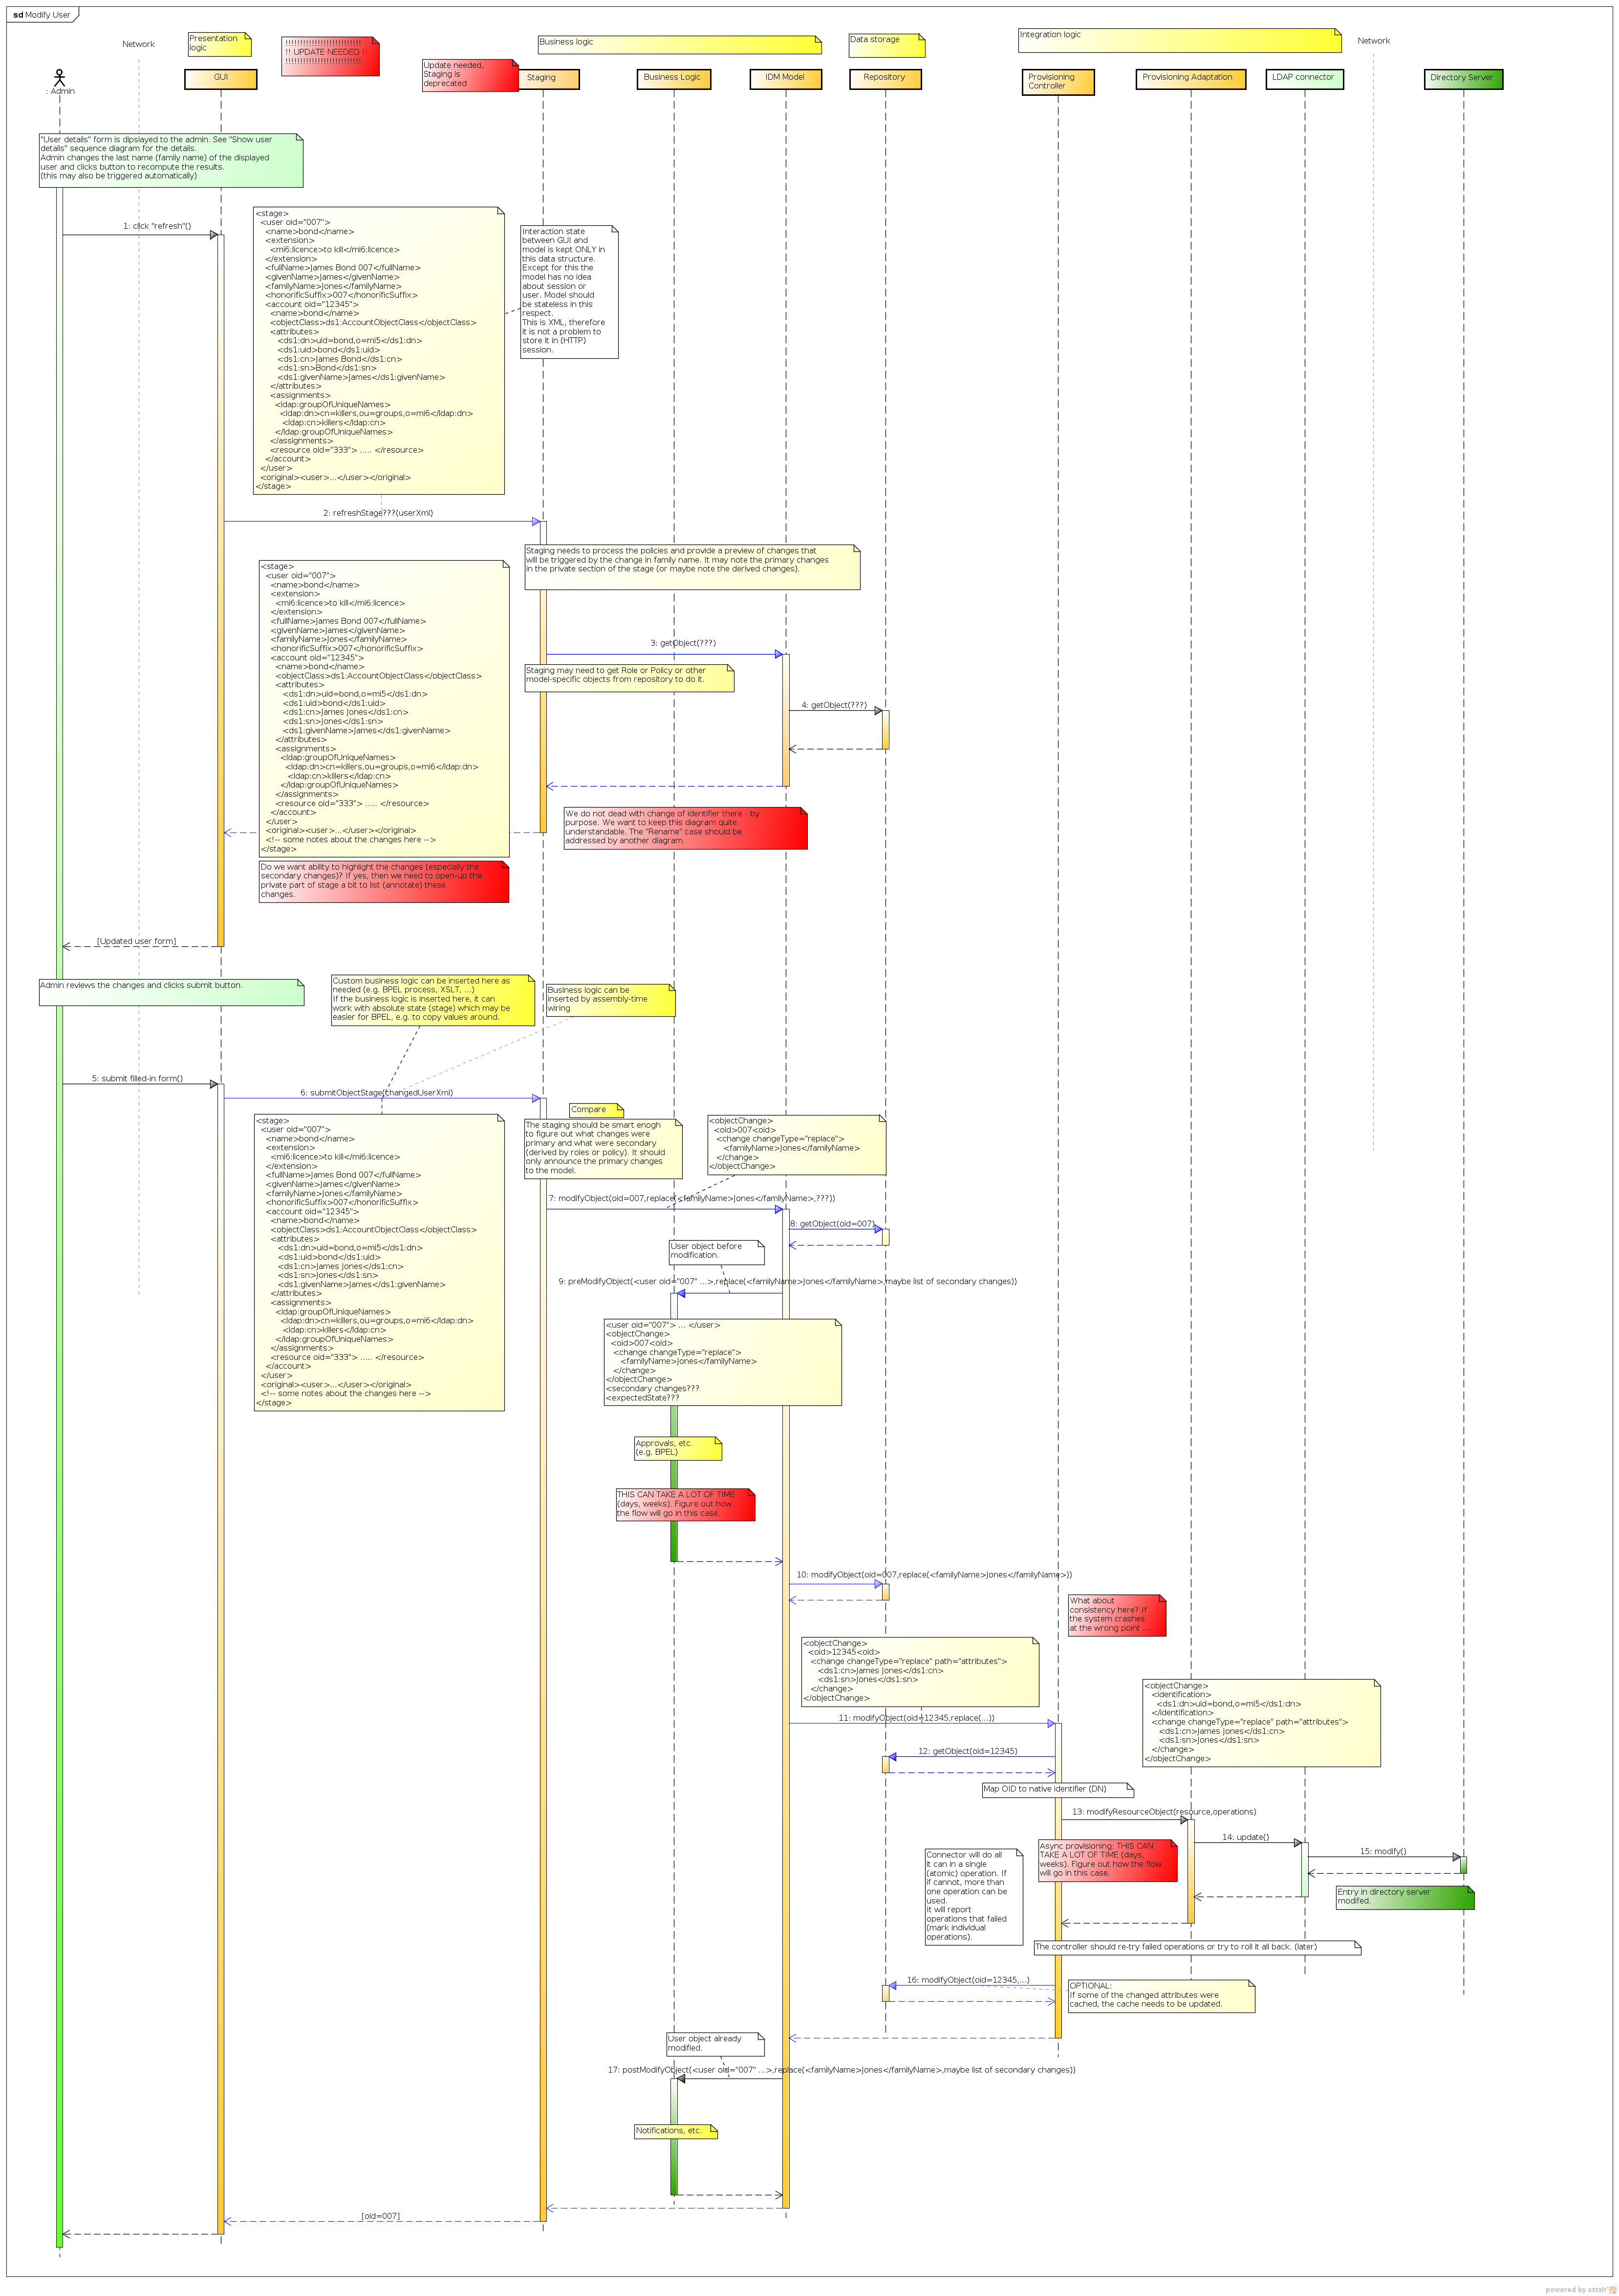 sd Modify User
Network
Presentation
logic
!!!!!!!!!!!!!!!!!!!!!!!!!!!
!! UPDATE NEEDED !!
!!!!!!!!!!!!!!!!!!!!!!!!!!!
Business logic
Data storage
Integration logic
Network
Update needed,
Staging is
deprecated
: Admin
GUI
Staging
Business Logic
IDM Model
Repository
Provisioning
Controller
Provisioning Adaptation
LDAP connector
Directory Server
"User details" form is dipslayed to the admin. See "Show user
details" sequence diagram for the details.
Admin changes the last name (family name) of the displayed
user and clicks button to recompute the results.
(this may also be triggered automatically)
1: click "refresh"()
<stage>
<user oid="007">
<name>bond</name>
<extension>
<mi6:licence>to kill</mi6:licence>
</extension>
<fullName>James Bond 007</fullName>
<givenName>James</givenName>
<familyName>Jones</familyName>
<honorificSuffix>007</honorificSuffix>
<account oid="12345">
<name>bond</name>
<objectClass>ds1:AccountObjectClass</objectClass>
<attributes>
<ds1:dn>uid=bond,o=mi5</ds1:dn>
<ds1:uid>bond</ds1:uid>
<ds1:cn>James Bond</ds1:cn>
<ds1:sn>Bond</ds1:sn>
<ds1:givenName>James</ds1:givenName>
</attributes>
<assignments>
<ldap:groupOfUniqueNames>
<ldap:dn>cn=killers,ou=groups,o=mi6</ldap:dn>
<ldap:cn>killers</ldap:cn>
</ldap:groupOfUniqueNames>
</assignments>
<resource oid="333"> ..... </resource>
</account>
</user>
<original><user>...</user></original>
</stage>
Interaction state
between GUI and
model is kept ONLY in
this data structure.
Except for this the
model has no idea
about session or
user. Model should
be stateless in this
respect.
This is XML, therefore
it is not a problem to
store it in (HTTP)
session.
2: refreshStage???(userXml)
Staging needs to process the policies and provide a preview of changes that
will be triggered by the change in family name. It may note the primary changes
in the private section of the stage (or maybe note the derived changes).
<stage>
<user oid="007">
<name>bond</name>
<extension>
<mi6:licence>to kill</mi6:licence>
</extension>
<fullName>James Bond 007</fullName>
<givenName>James</givenName>
<familyName>Jones</familyName>
<honorificSuffix>007</honorificSuffix>
<account oid="12345">
<name>bond</name>
<objectClass>ds1:AccountObjectClass</objectClass>
<attributes>
<ds1:dn>uid=bond,o=mi5</ds1:dn>
<ds1:uid>bond</ds1:uid>
<ds1:cn>James Jones</ds1:cn>
<ds1:sn>Jones</ds1:sn>
<ds1:givenName>James</ds1:givenName>
</attributes>
<assignments>
<ldap:groupOfUniqueNames>
<ldap:dn>cn=killers,ou=groups,o=mi6</ldap:dn>
<ldap:cn>killers</ldap:cn>
</ldap:groupOfUniqueNames>
</assignments>
<resource oid="333"> ..... </resource>
</account>
</user>
<original><user>...</user></original>
<!-- some notes about the changes here -->
</stage>
3: getObject(???)
Staging may need to get Role or Policy or other
model-specific objects from repository to do it.
4: getObject(???)
We do not dead with change of identifier there - by
purpose. We want to keep this diagram quite
understandable. The "Rename" case should be
addressed by another diagram.
Do we want ability to highlight the changes (especially the
secondary changes)? If yes, then we need to open-up the
private part of stage a bit to list (annotate) these
changes.
[Updated user form]
Admin reviews the changes and clicks submit button.
Custom business logic can be inserted here as
needed (e.g. BPEL process, XSLT, ...)
If the business logic is inserted here, it can
work with absolute state (stage) which may be
easier for BPEL, e.g. to copy values around.
Business logic can be
inserted by assembly-time
wiring
5: submit filled-in form()
6: submitObjectStage(changedUserXml)
<stage>
<user oid="007">
<name>bond</name>
<extension>
<mi6:licence>to kill</mi6:licence>
</extension>
<fullName>James Bond 007</fullName>
<givenName>James</givenName>
<familyName>Jones</familyName>
<honorificSuffix>007</honorificSuffix>
<account oid="12345">
<name>bond</name>
<objectClass>ds1:AccountObjectClass</objectClass>
<attributes>
<ds1:dn>uid=bond,o=mi5</ds1:dn>
<ds1:uid>bond</ds1:uid>
<ds1:cn>James Jones</ds1:cn>
<ds1:sn>Jones</ds1:sn>
<ds1:givenName>James</ds1:givenName>
</attributes>
<assignments>
<ldap:groupOfUniqueNames>
<ldap:dn>cn=killers,ou=groups,o=mi6</ldap:dn>
<ldap:cn>killers</ldap:cn>
</ldap:groupOfUniqueNames>
</assignments>
<resource oid="333"> ..... </resource>
</account>
</user>
<original><user>...</user></original>
<!-- some notes about the changes here -->
</stage>
Compare
The staging should be smart enogh
to figure out what changes were
primary and what were secondary
(derived by roles or policy). It should
only announce the primary changes
to the model.
<objectChange>
<oid>007<oid>
<change changeType="replace">
<familyName>Jones</familyName>
</change>
</objectChange>
7: modifyObject(oid=007,replace(<familyName>Jones</familyName>,???))
8: getObject(oid=007)
User object before
modification.
9: preModifyObject(<user oid="007" ...>,replace(<familyName>Jones</familyName>,maybe list of secondary changes))
<user oid="007"> ... </user>
<objectChange>
<oid>007<oid>
<change changeType="replace">
<familyName>Jones</familyName>
</change>
</objectChange>
<secondary changes???
<expectedState???
Approvals, etc.
(e.g. BPEL)
THIS CAN TAKE A LOT OF TIME
(days, weeks). Figure out how
the flow will go in this case.
10: modifyObject(oid=007,replace(<familyName>Jones</familyName>))
What about
consistency here? If
the system crashes
at the wrong point ....
<objectChange>
<oid>12345<oid>
<change changeType="replace" path="attributes">
<ds1:cn>James Jones</ds1:cn>
<ds1:sn>Jones</ds1:sn>
</change>
</objectChange>
<objectChange>
<identification>
<ds1:dn>uid=bond,o=mi5</ds1:dn>
</identification>
<change changeType="replace" path="attributes">
<ds1:cn>James Jones</ds1:cn>
<ds1:sn>Jones</ds1:sn>
</change>
</objectChange>
11: modifyObject(oid=12345,replace(...))
12: getObject(oid=12345)
Map OID to native identifier (DN)
13: modifyResourceObject(resource,operations)
14: update()
15: modify()
Async provisioning: THIS CAN
TAKE A LOT OF TIME (days,
weeks). Figure out how the flow
will go in this case.
Connector will do all
it can in a single
(atomic) operation. If
if cannot, more than
one operation can be
used.
It will report
operations that failed
(mark individual
operations).
Entry in directory server
modifed.
The controller should re-try failed operations or try to roll it all back. (later)
16: modifyObject(oid=12345,...)
OPTIONAL:
If some of the changed attributes were
cached, the cache needs to be updated.
User object already
modified.
17: postModifyObject(<user oid="007" ...>,replace(<familyName>Jones</familyName>,maybe list of secondary changes))
Notifications, etc.
[oid=007]
powered by astah*